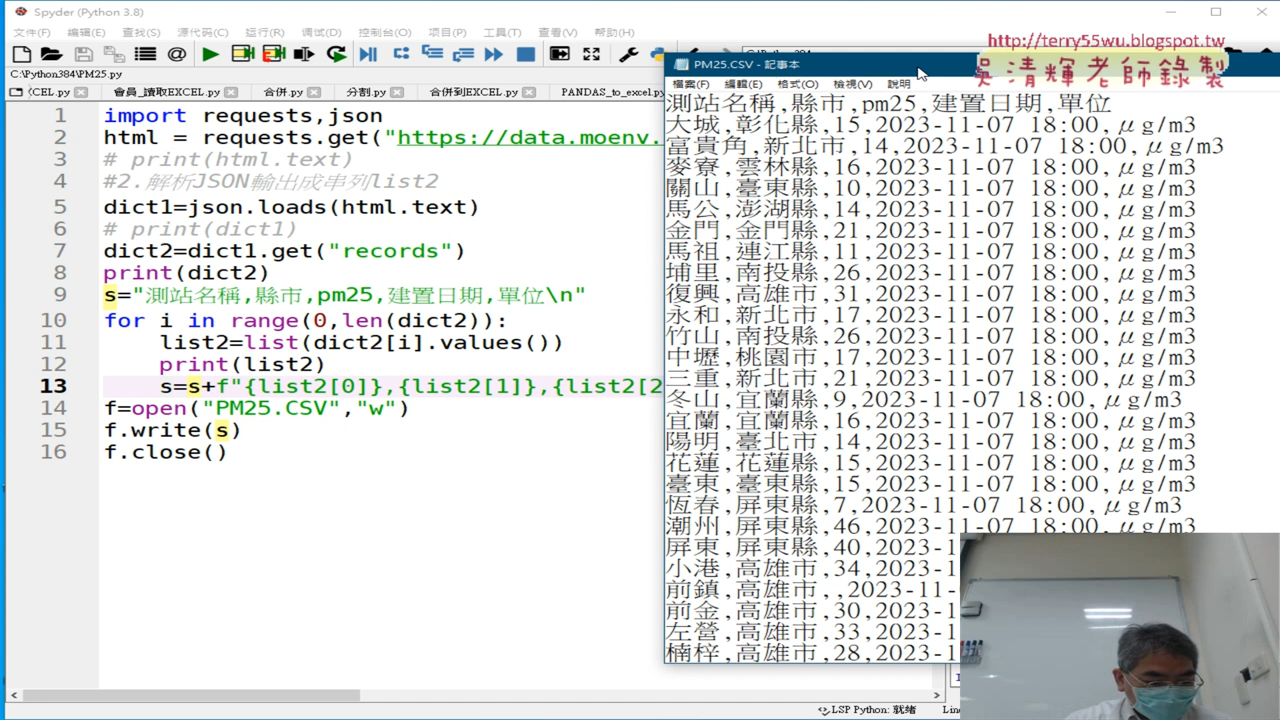 Spyder (Python 3.8)
文件(F) 编辑(E) 查找(S) 源代码(C) 运行(R) 调试(D) 控制台(O) 项目(P) 工具(T) 查看(V) 帮助(H)
C:\Python384\PM25.py
CEL.py 會員_讀取EXCEL.py 合併.py 分割.py 合併到EXCEL.py PANDAS_to_excel.py
1 import requests,json
2 html = requests.get("https://data.moenv.
3 # print(html.text)
4 #2.解析JSON輸出成串列list2
5 dict1=json.loads(html.text)
6 # print(dict1)
7 dict2=dict1.get("records")
8 print(dict2)
9 s="測站名稱,縣市,pm25,建置日期,單位\n"
10 for i in range(0,len(dict2)):
11 list2=list(dict2[i].values())
12 print(list2)
13 s=s+f"{list2[0]},{list2[1]},{list2[2
14 f=open("PM25.CSV","w")
15 f.write(s)
16 f.close()
LSP Python: 就緒
http://terry55wu.blogspot.tw
吳清輝老師錄製
PM25.CSV - 記事本
檔案(F) 編輯(E) 格式(O) 檢視(V) 說明
測站名稱,縣市,pm25,建置日期,單位
大城,彰化縣,15,2023-11-07 18:00,μg/m3
富貴角,新北市,14,2023-11-07 18:00,μg/m3
麥寮,雲林縣,16,2023-11-07 18:00,μg/m3
關山,臺東縣,10,2023-11-07 18:00,μg/m3
馬公,澎湖縣,14,2023-11-07 18:00,μg/m3
金門,金門縣,21,2023-11-07 18:00,μg/m3
馬祖,連江縣,11,2023-11-07 18:00,μg/m3
埔里,南投縣,26,2023-11-07 18:00,μg/m3
復興,高雄市,31,2023-11-07 18:00,μg/m3
永和,新北市,17,2023-11-07 18:00,μg/m3
竹山,南投縣,26,2023-11-07 18:00,μg/m3
中壢,桃園市,17,2023-11-07 18:00,μg/m3
三重,新北市,21,2023-11-07 18:00,μg/m3
冬山,宜蘭縣,9,2023-11-07 18:00,μg/m3
宜蘭,宜蘭縣,16,2023-11-07 18:00,μg/m3
陽明,臺北市,14,2023-11-07 18:00,μg/m3
花蓮,花蓮縣,15,2023-11-07 18:00,μg/m3
臺東,臺東縣,15,2023-11-07 18:00,μg/m3
恆春,屏東縣,7,2023-11-07 18:00,μg/m3
潮州,屏東縣,46,2023-11-07 18:00,μg/m3
屏東,屏東縣,40,2023-1
小港,高雄市,34,2023-1
前鎮,高雄市,,2023-11-
前金,高雄市,30,2023-1
左營,高雄市,33,2023-1
楠梓,高雄市,28,2023-1